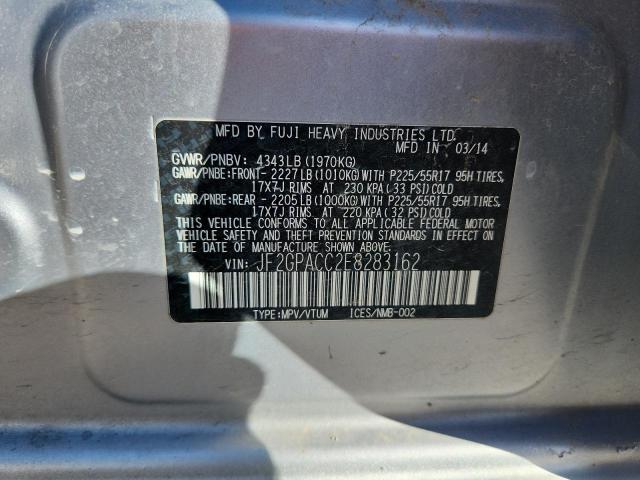 MFD BY FUJI HEAVY INDUSTRIES LTD.
MFD IN 03/14
GVWR/PNBV: 4343LB (1970KG)
GAWR/PNBE:FRONT- 2227LB(1010KG)WITH P225/55R17 95H TIRES,
17X7J RIMS AT 230 KPA (33 PSI)COLD
GAWR/PNBE:REAR - 2205LB(1000KG)WITH P225/55R17 95H TIRES,
17X7J RIMS AT 220 KPA (32 PSI)COLD
THIS VEHICLE CONFORMS TO ALL APPLICABLE FEDERAL MOTOR
VEHICLE SAFETY AND THEFT PREVENTION STANDARDS IN EFFECT
ON THE DATE OF MANUFACTURE SHOWN ABOVE.
VIN: JF2GPACC2E8283162
TYPE:MPV/VTUM ICES/NMB-002